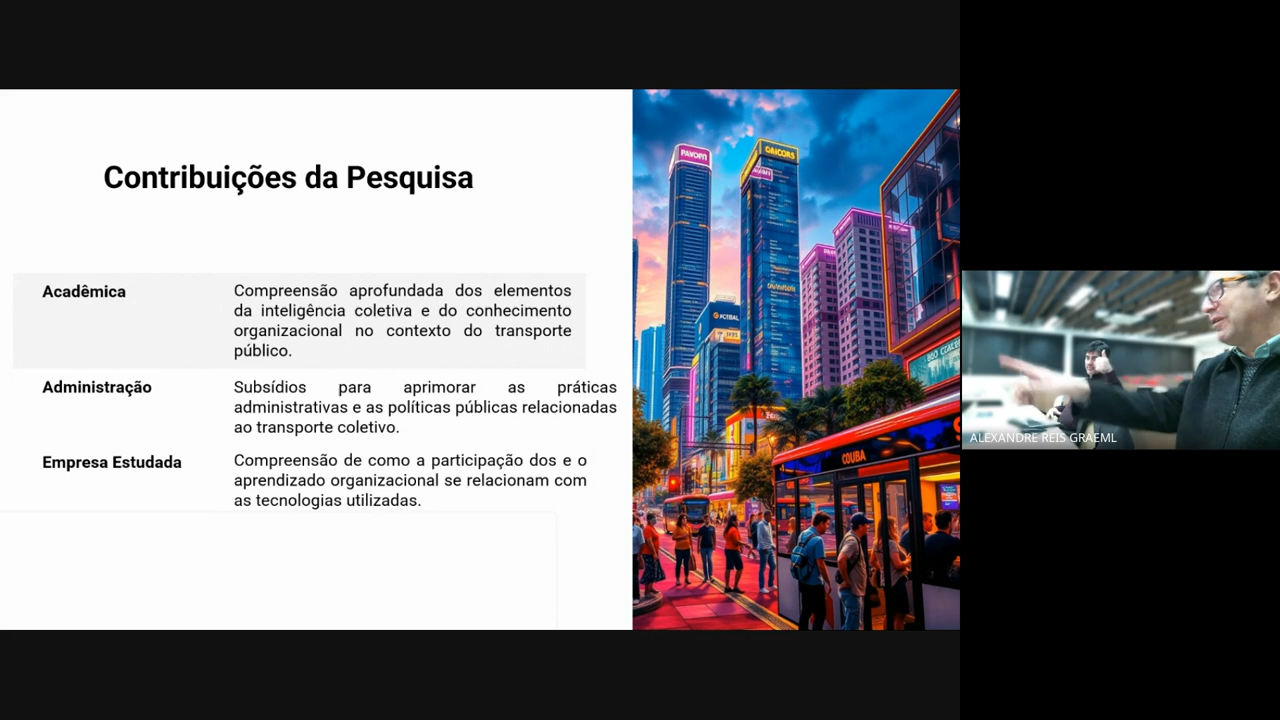 Contribuições da Pesquisa
Acadêmica
Compreensão aprofundada dos elementos
da inteligência coletiva e do conhecimento
organizacional no contexto do transporte
público.
Administração
Subsídios para aprimorar as práticas
administrativas e as políticas públicas relacionadas
ao transporte coletivo.
Empresa Estudada
Compreensão de como a participação dos e o
aprendizado organizacional se relacionam com
as tecnologias utilizadas.
COUBA
ALEXANDRE REIS GRAEML